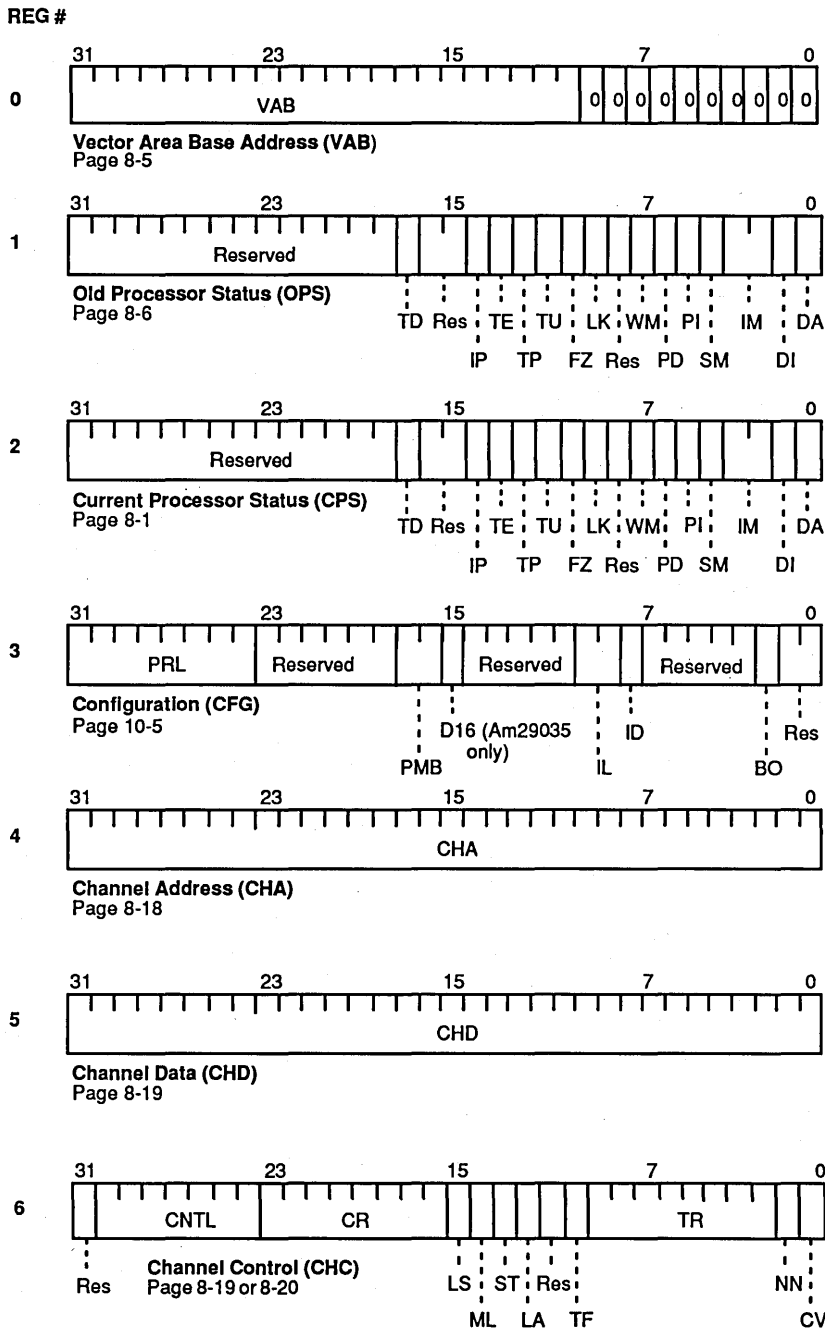 REG #
31 23 15 7 0
0 VAB 0 0 0 0 0 0 0 0 0 0
Vector Area Base Address (VAB)
Page 8-5
31 23 15 7 0
1 Reserved
Old Processor Status (OPS)
Page 8-6
TD Res TE TU LK WM PI IM DA
IP TP FZ Res PD SM DI
31 23 15 7 0
2 Reserved
Current Processor Status (CPS)
Page 8-1
TD Res TE TU LK WM PI IM DA
IP TP FZ Res PD SM DI
31 23 15 7 0
3 PRL Reserved Reserved Reserved
Configuration (CFG)
Page 10-5
D16 (Am29035 only) ID Res
PMB IL BO
31 23 15 7 0
4 CHA
Channel Address (CHA)
Page 8-18
31 23 15 7 0
5 CHD
Channel Data (CHD)
Page 8-19
31 23 15 7 0
6 CNTL CR TR
Channel Control (CHC)
Page 8-19 or 8-20
Res LS ST Res NN
ML LA TF CV